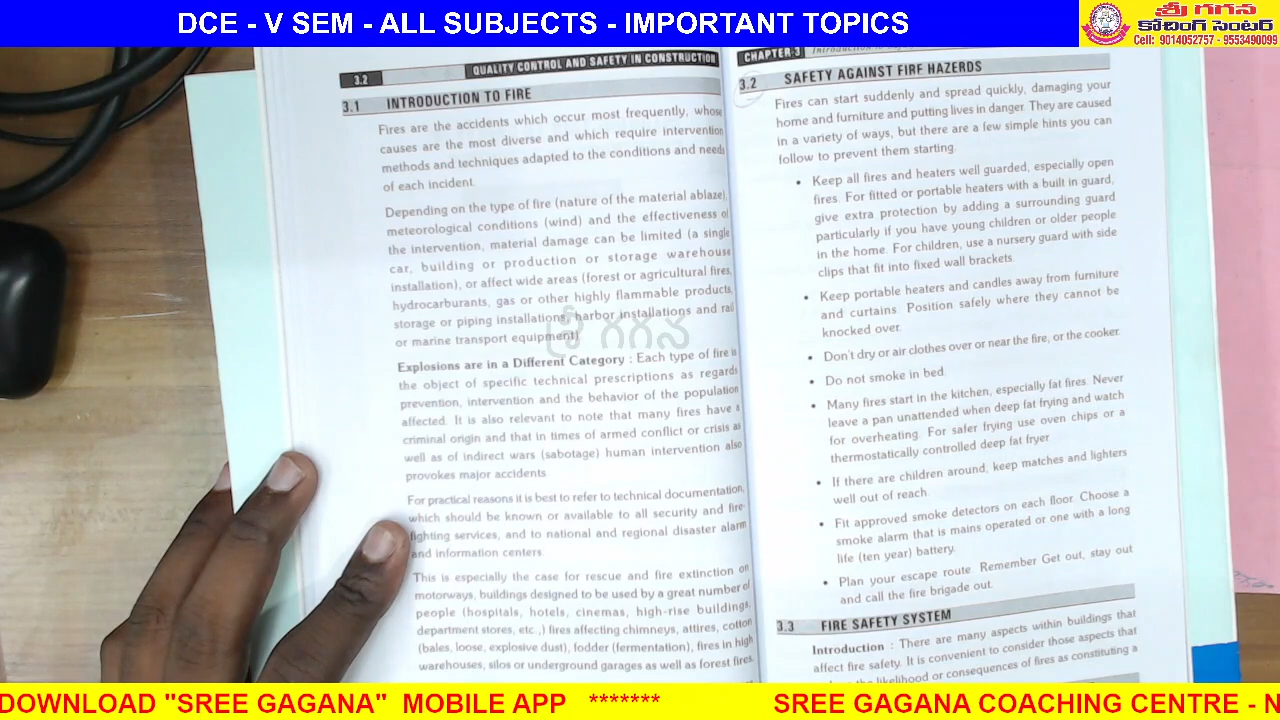 DCE - V SEM - ALL SUBJECTS - IMPORTANT TOPICS
శ్రీ గగన
కోచింగ్ సెంటర్
Cell: 9014052757 - 9553490099
3.2 QUALITY CONTROL AND SAFETY IN CONSTRUCTION
3.1 INTRODUCTION TO FIRE
Fires are the accidents which occur most frequently, whose
causes are the most diverse and which require intervention
methods and techniques adapted to the conditions and needs
of each incident.
Depending on the type of fire (nature of the material ablaze),
meteorological conditions (wind) and the effectiveness of
the intervention, material damage can be limited (a single
car, building or production or storage warehouse
installation), or affect wide areas (forest or agricultural fires,
hydrocarburants, gas or other highly flammable products,
storage or piping installations, harbor installations and rail
or marine transport equipment)
శ్రీ గగన
Explosions are in a Different Category : Each type of fire is
the object of specific technical prescriptions as regards
prevention, intervention and the behavior of the population
affected. It is also relevant to note that many fires have a
criminal origin and that in times of armed conflict or crisis as
well as of indirect wars (sabotage) human intervention also
provokes major accidents
For practical reasons it is best to refer to technical documentation,
which should be known or available to all security and fire-
fighting services, and to national and regional disaster alarm
and information centers.
This is especially the case for rescue and fire extinction on
motorways, buildings designed to be used by a great number of
people (hospitals, hotels, cinemas, high-rise buildings,
department stores, etc.,) fires affecting chimneys, attires, cotton
(bales, loose, explosive dust), fodder (fermentation), fires in high
warehouses, silos or underground garages as well as forest fires.
CHAPTER-3 Introduction to
3.2 SAFETY AGAINST FIRE HAZERDS
Fires can start suddenly and spread quickly, damaging your
home and furniture and putting lives in danger. They are caused
in a variety of ways, but there are a few simple hints you can
follow to prevent them starting.
• Keep all fires and heaters well guarded, especially open
fires. For fitted or portable heaters with a built in guard,
give extra protection by adding a surrounding guard
particularly if you have young children or older people
in the home. For children, use a nursery guard with side
clips that fit into fixed wall brackets.
• Keep portable heaters and candles away from furniture
and curtains. Position safely where they cannot be
knocked over.
• Don't dry or air clothes over or near the fire, or the cooker.
• Do not smoke in bed.
• Many fires start in the kitchen, especially fat fires. Never
leave a pan unattended when deep fat frying and watch
for overheating. For safer frying use oven chips or a
thermostatically controlled deep fat fryer
• If there are children around, keep matches and lighters
well out of reach.
• Fit approved smoke detectors on each floor. Choose a
smoke alarm that is mains operated or one with a long
life (ten year) battery.
• Plan your escape route. Remember Get out, stay out
and call the fire brigade out.
3.3 FIRE SAFETY SYSTEM
Introduction : There are many aspects within buildings that
affect fire safety. It is convenient to consider those aspects that
the likelihood or consequences of fires as constituting a
DOWNLOAD "SREE GAGANA" MOBILE APP ******* SREE GAGANA COACHING CENTRE - N